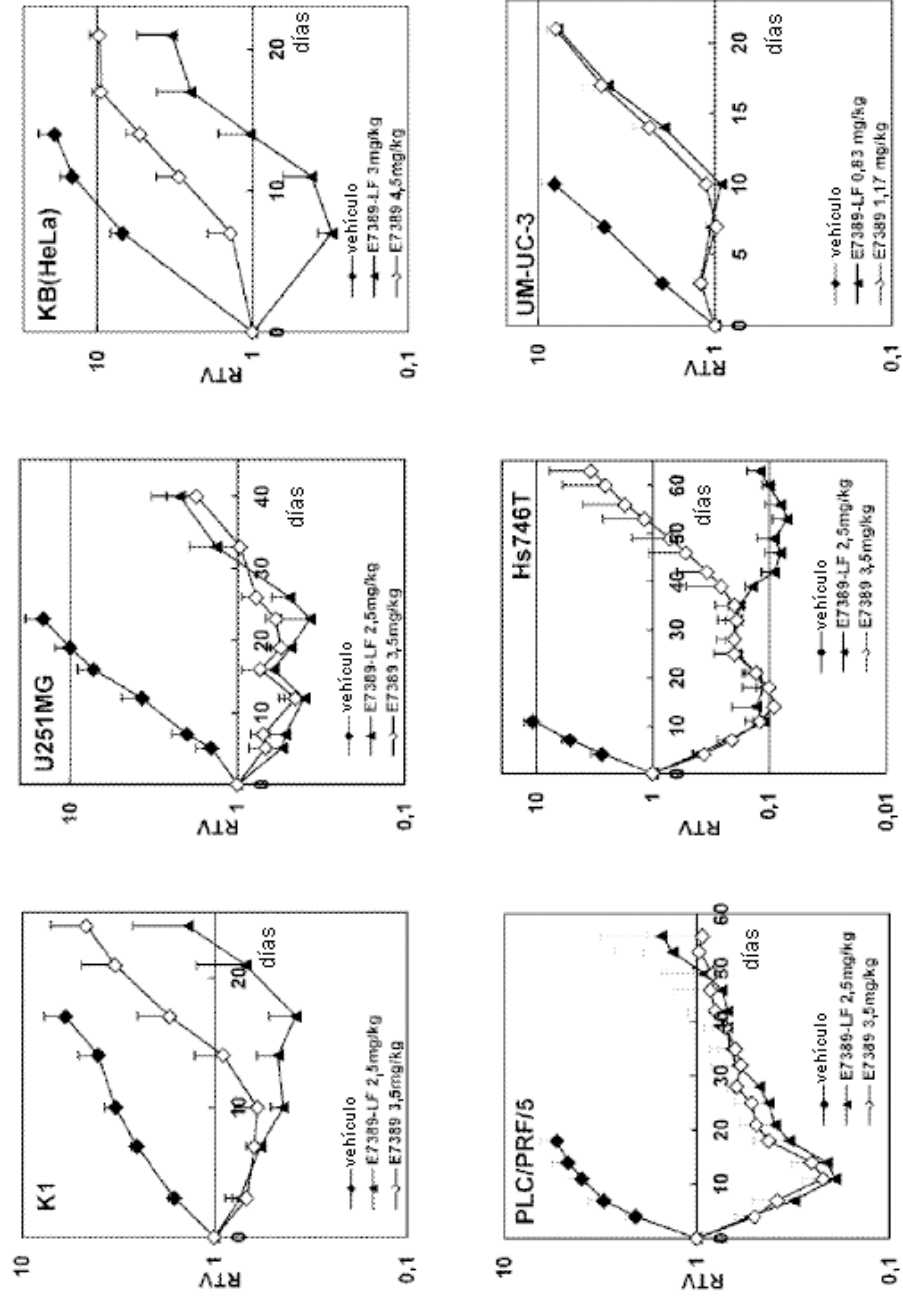 K1
10
RTV
1
0,1
0
10
20
días
vehículo
E7389-LF 2,5mg/kg
E7389 3,5mg/kg
U251MG
10
RTV
1
0,1
0
10
20
30
40
días
vehículo
E7389-LF 2,5mg/kg
E7389 3,5mg/kg
KB(HeLa)
10
RTV
1
0,1
0
10
20
días
vehículo
E7389-LF 3mg/kg
E7389 4,5mg/kg
PLC/PRF/5
10
RTV
1
0,1
0
10
20
30
40
50
60
días
vehículo
E7389-LF 2,5mg/kg
E7389 3,5mg/kg
Hs746T
10
RTV
1
0,1
0,01
0
10
20
30
40
50
60
días
vehículo
E7389-LF 2,5mg/kg
E7389 3,5mg/kg
UM-UC-3
10
RTV
1
0,1
0
5
10
15
20
días
vehículo
E7389-LF 0,83 mg/kg
E7389 1,17 mg/kg